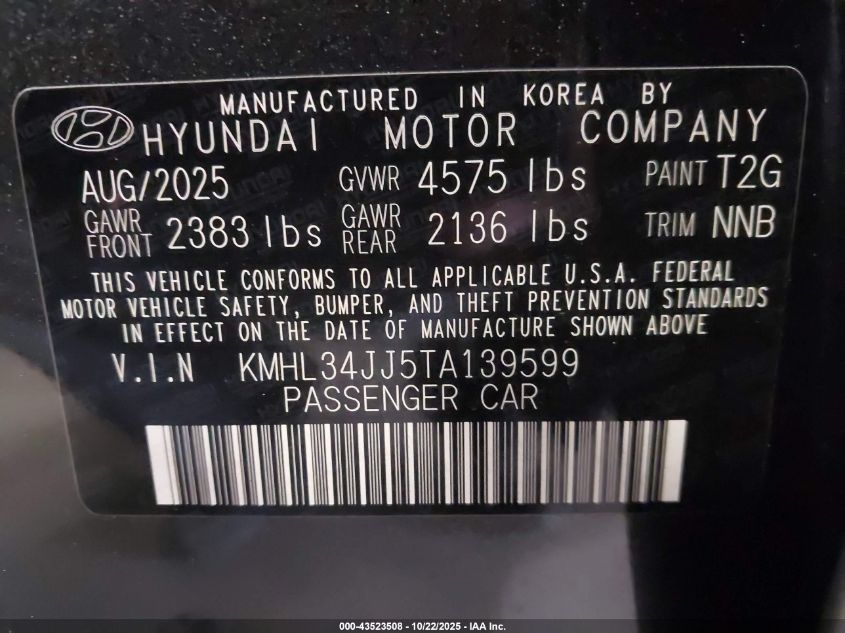 MANUFACTURED IN KOREA BY
HYUNDAI MOTOR COMPANY
AUG/2025 GVWR 4575 lbs PAINT T2G
GAWR FRONT 2383 lbs GAWR REAR 2136 lbs TRIM NNB
THIS VEHICLE CONFORMS TO ALL APPLICABLE U.S.A. FEDERAL
MOTOR VEHICLE SAFETY, BUMPER, AND THEFT PREVENTION STANDARDS
IN EFFECT ON THE DATE OF MANUFACTURE SHOWN ABOVE
V.I.N KMHL34JJ5TA139599
PASSENGER CAR
000-43523508 - 10/22/2025 - IAA Inc.